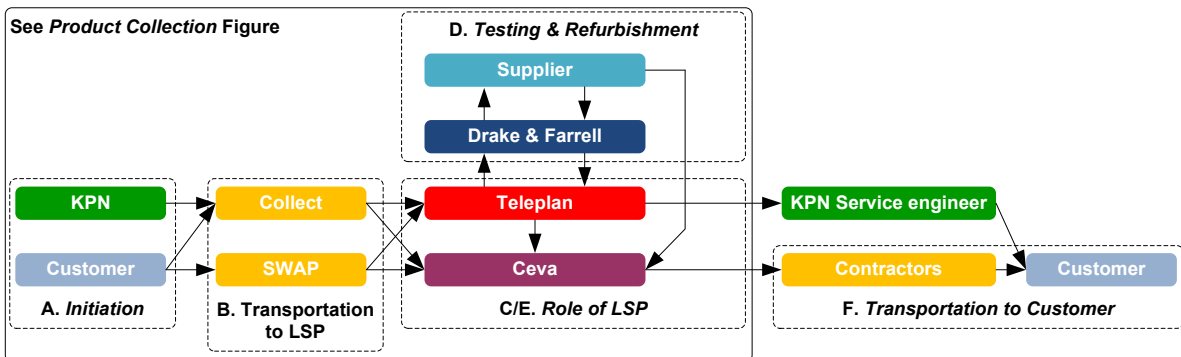 See Product Collection Figure
D. Testing & Refurbishment
Supplier
Drake & Farrell
KPN
Collect
Teleplan
KPN Service engineer
Customer
SWAP
Ceva
Contractors
Customer
A. Initiation
B. Transportation
to LSP
C/E. Role of LSP
F. Transportation to Customer